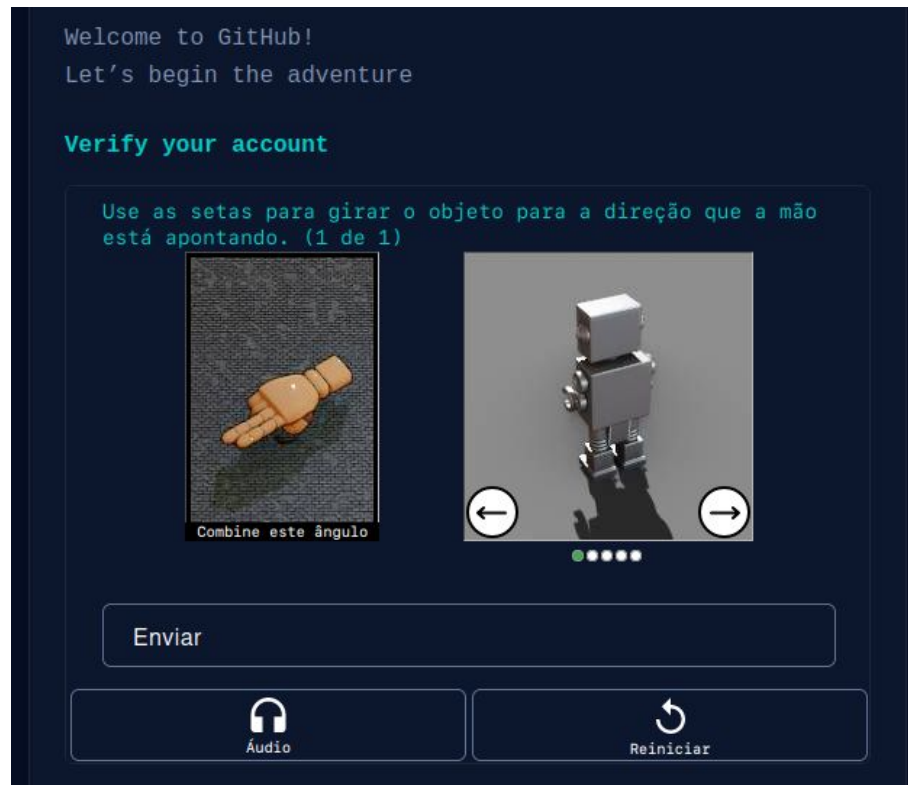 Welcome to GitHub!
Let’s begin the adventure
Verify your account
Use as setas para girar o objeto para a direção que a mão
está apontando. (1 de 1)
Combine este ângulo
Enviar
Áudio
Reiniciar